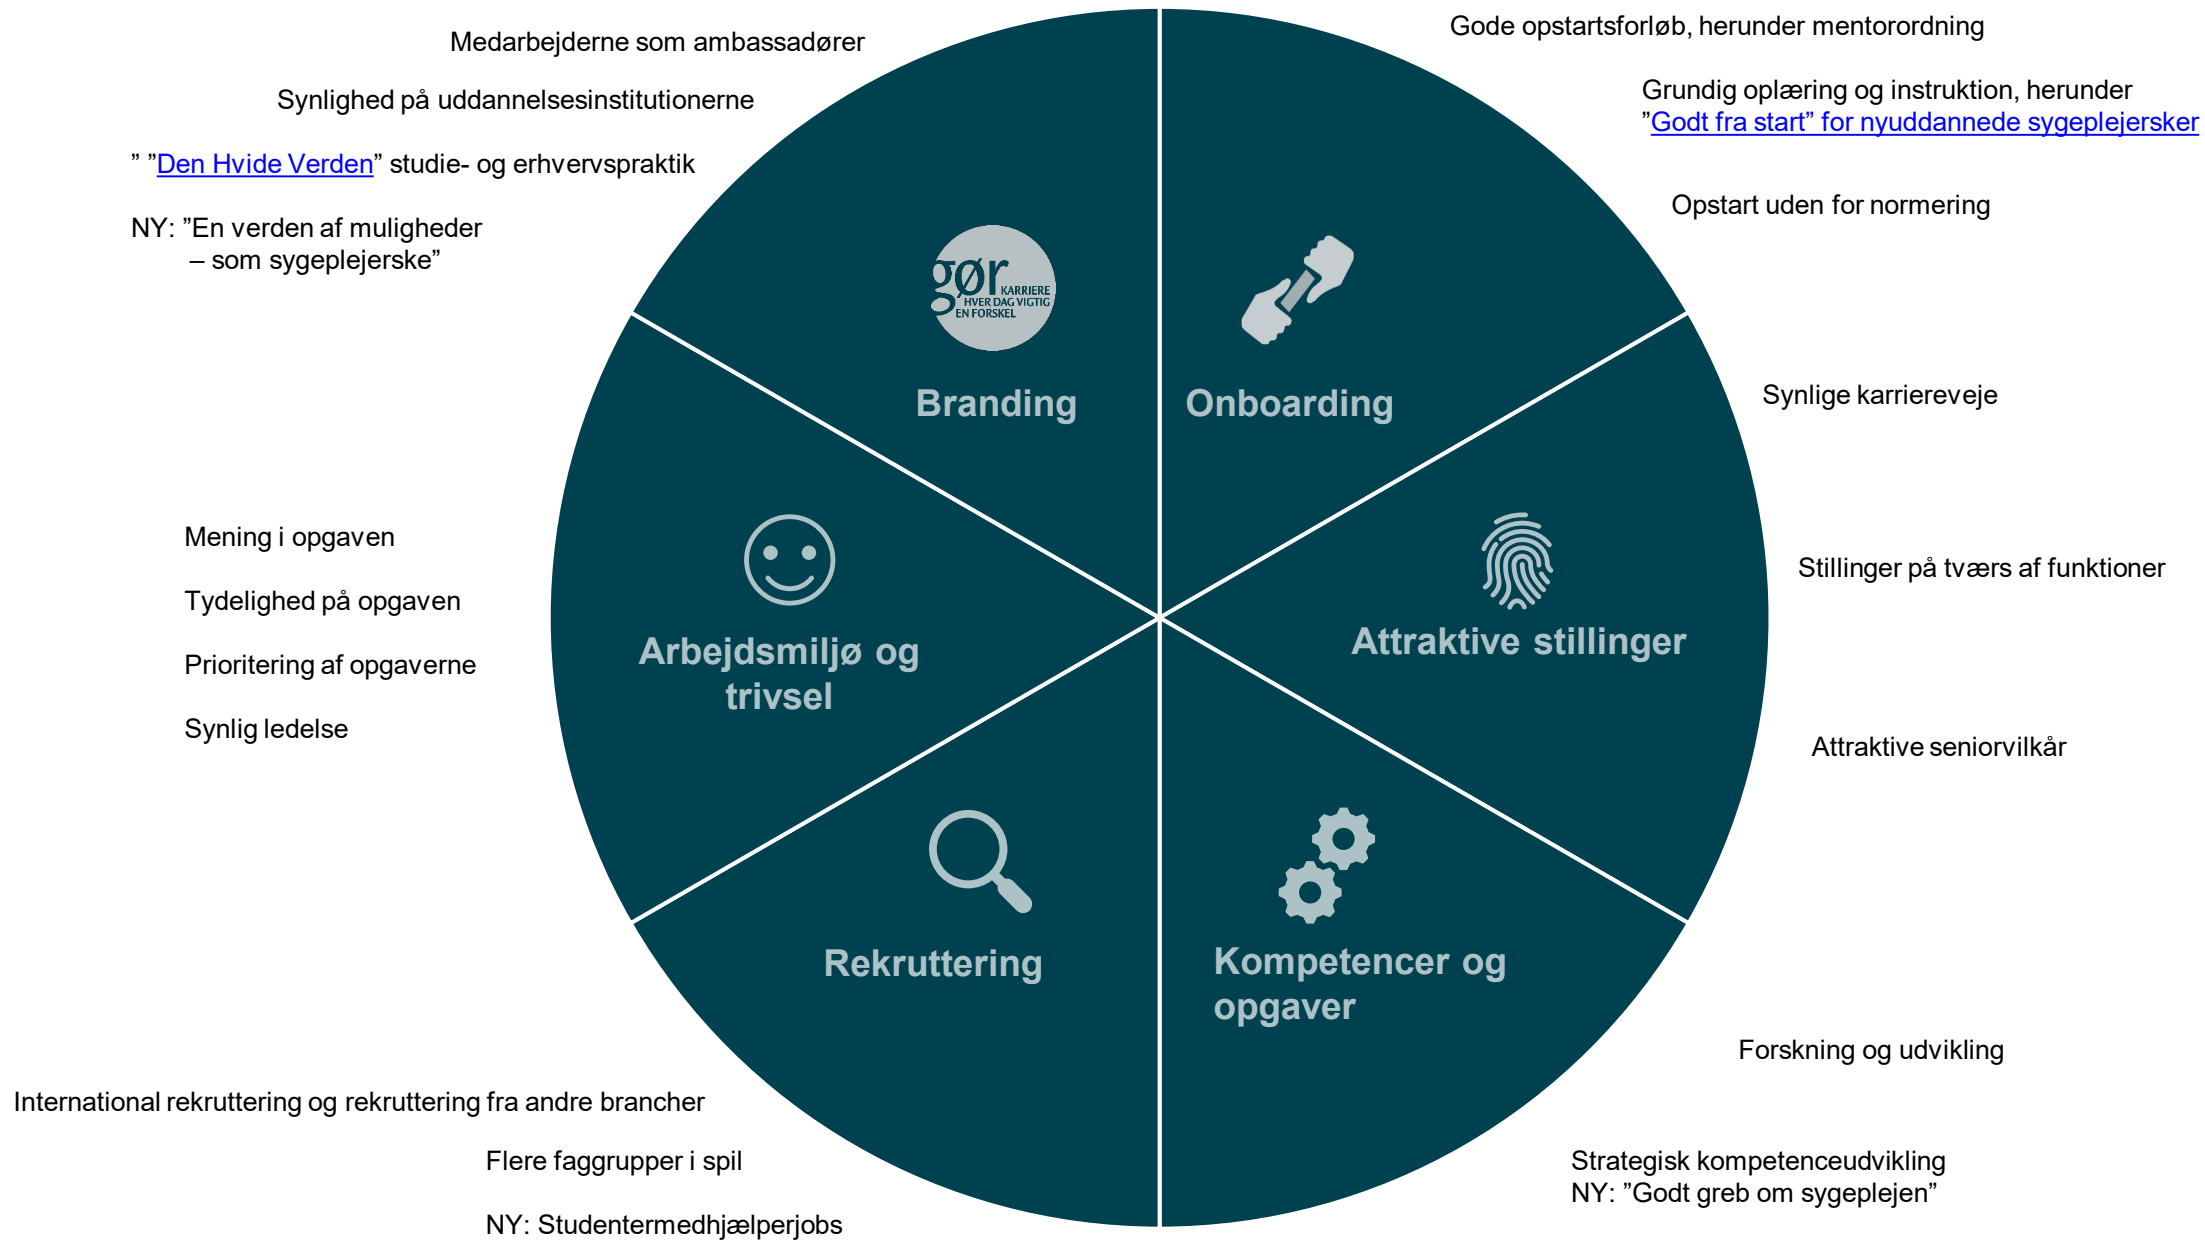 Medarbejderne som ambassadører
Synlighed på uddannelsesinstitutionerne
” ”Den Hvide Verden” studie- og erhvervspraktik
NY: ”En verden af muligheder
– som sygeplejerske”
gør
KARRIERE
HVER DAG VIGTIG
EN FORSKEL
Branding
Gode opstartsforløb, herunder mentorordning
Grundig oplæring og instruktion, herunder
”Godt fra start” for nyuddannede sygeplejersker
Opstart uden for normering
Onboarding
Synlige karriereveje
Stillinger på tværs af funktioner
Attraktive seniorvilkår
Attraktive stillinger
Mening i opgaven
Tydelighed på opgaven
Prioritering af opgaverne
Synlig ledelse
Arbejdsmiljø og
trivsel
Rekruttering
International rekruttering og rekruttering fra andre brancher
Flere faggrupper i spil
NY: Studentermedhjælperjobs
Kompetencer og
opgaver
Forskning og udvikling
Strategisk kompetenceudvikling
NY: ”Godt greb om sygeplejen”